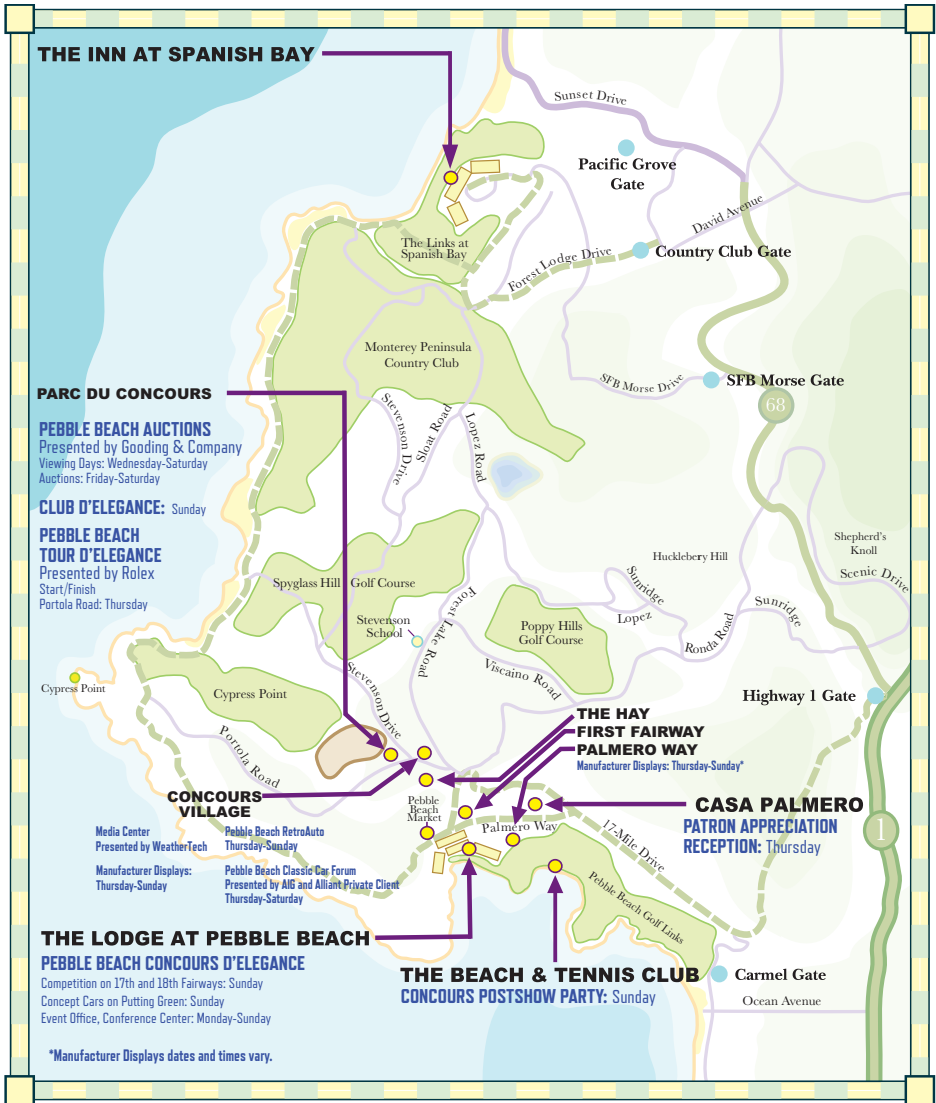 THE INN AT SPANISH BAY
Sunset Drive
Pacific Grove
Gate
David Avenue
The Links at
Spanish Bay
Forest Lodge Drive
Country Club Gate
Monterey Peninsula
Country Club
SFB Morse Drive
SFB Morse Gate
68
PARC DU CONCOURS
PEBBLE BEACH AUCTIONS
Presented by Gooding & Company
Viewing Days: Wednesday-Saturday
Auctions: Friday-Saturday
CLUB D'ELEGANCE: Sunday
PEBBLE BEACH
TOUR D'ELEGANCE
Presented by Rolex
Start/Finish
Portola Road: Thursday
Stevenson Drive
Sloat Road
Lopez Road
Shepherd's
Knoll
Hucklebery Hill
Scenic Drive
Spyglass Hill Golf Course
Sunridge
Lopez
Sunridge
Ronda Road
Forest Lake Road
Stevenson
School
Poppy Hills
Golf Course
Viscaino Road
Stevenson Drive
Cypress Point
Cypress Point
Portola Road
Highway 1 Gate
THE HAY
FIRST FAIRWAY
PALMERO WAY
Manufacturer Displays: Thursday-Sunday*
CONCOURS
VILLAGE
Media Center
Presented by WeatherTech
Manufacturer Displays:
Thursday-Sunday
Pebble Beach RetroAuto
Thursday-Sunday
Pebble Beach Classic Car Forum
Presented by AIG and Alliant Private Client
Thursday-Saturday
Pebble
Beach
Market
Palmero Way
17-Mile Drive
CASA PALMERO
PATRON APPRECIATION
RECEPTION: Thursday
1
Pebble Beach Golf Links
THE LODGE AT PEBBLE BEACH
PEBBLE BEACH CONCOURS D'ELEGANCE
Competition on 17th and 18th Fairways: Sunday
Concept Cars on Putting Green: Sunday
Event Office, Conference Center: Monday-Sunday
THE BEACH & TENNIS CLUB
CONCOURS POSTSHOW PARTY: Sunday
Carmel Gate
Ocean Avenue
*Manufacturer Displays dates and times vary.